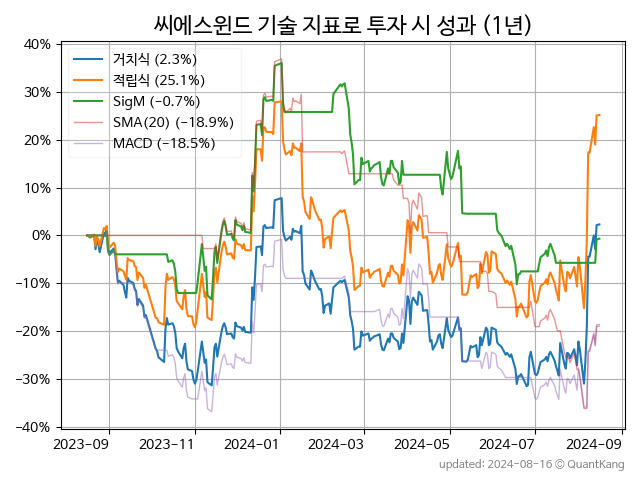 씨에스윈드 기술 지표로 투자 시 성과 (1년)
40%
30%
20%
10%
0%
−10%
−20%
−30%
−40%
거치식 (2.3%)
적립식 (25.1%)
SigM (−0.7%)
SMA(20) (−18.9%)
MACD (−18.5%)
2023-09
2023-11
2024-01
2024-03
2024-05
2024-07
2024-09
updated: 2024-08-16 © QuantKang